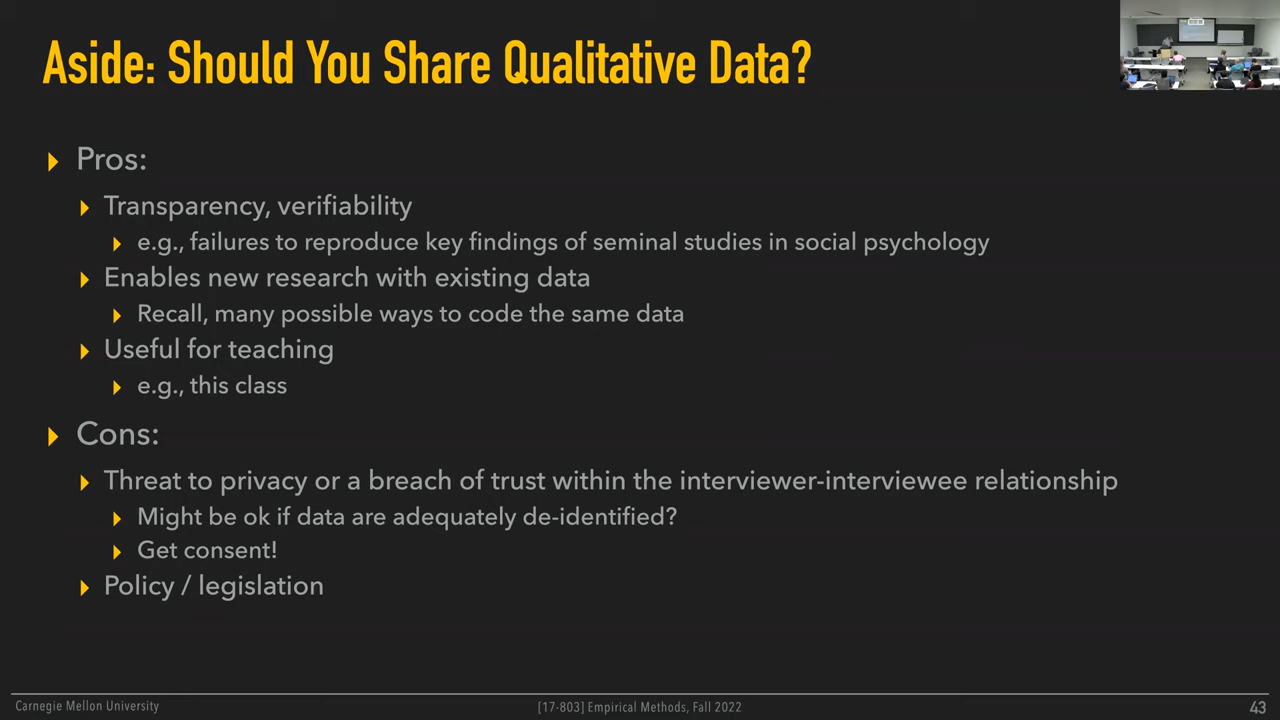 Aside: Should You Share Qualitative Data?
Pros:
Transparency, verifiability
e.g., failures to reproduce key findings of seminal studies in social psychology
Enables new research with existing data
Recall, many possible ways to code the same data
Useful for teaching
e.g., this class
Cons:
Threat to privacy or a breach of trust within the interviewer-interviewee relationship
Might be ok if data are adequately de-identified?
Get consent!
Policy / legislation
Carnegie Mellon University
[17-803] Empirical Methods, Fall 2022
43